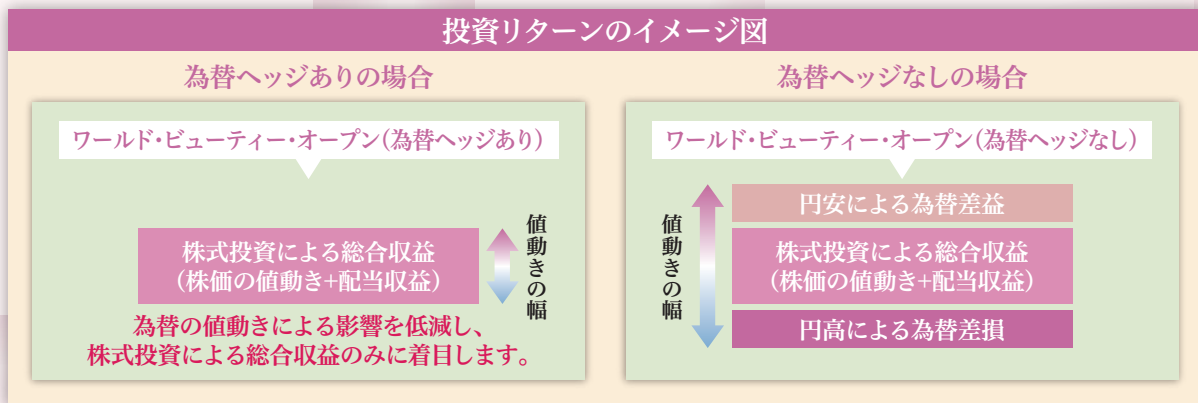 投資リターンのイメージ図
為替ヘッジありの場合
ワールド・ビューティー・オープン(為替ヘッジあり)
株式投資による総合収益
(株価の値動き+配当収益)
値動きの幅
為替の値動きによる影響を低減し、
株式投資による総合収益のみに着目します。
為替ヘッジなしの場合
ワールド・ビューティー・オープン(為替ヘッジなし)
値動きの幅
円安による為替差益
株式投資による総合収益
(株価の値動き+配当収益)
円高による為替差損